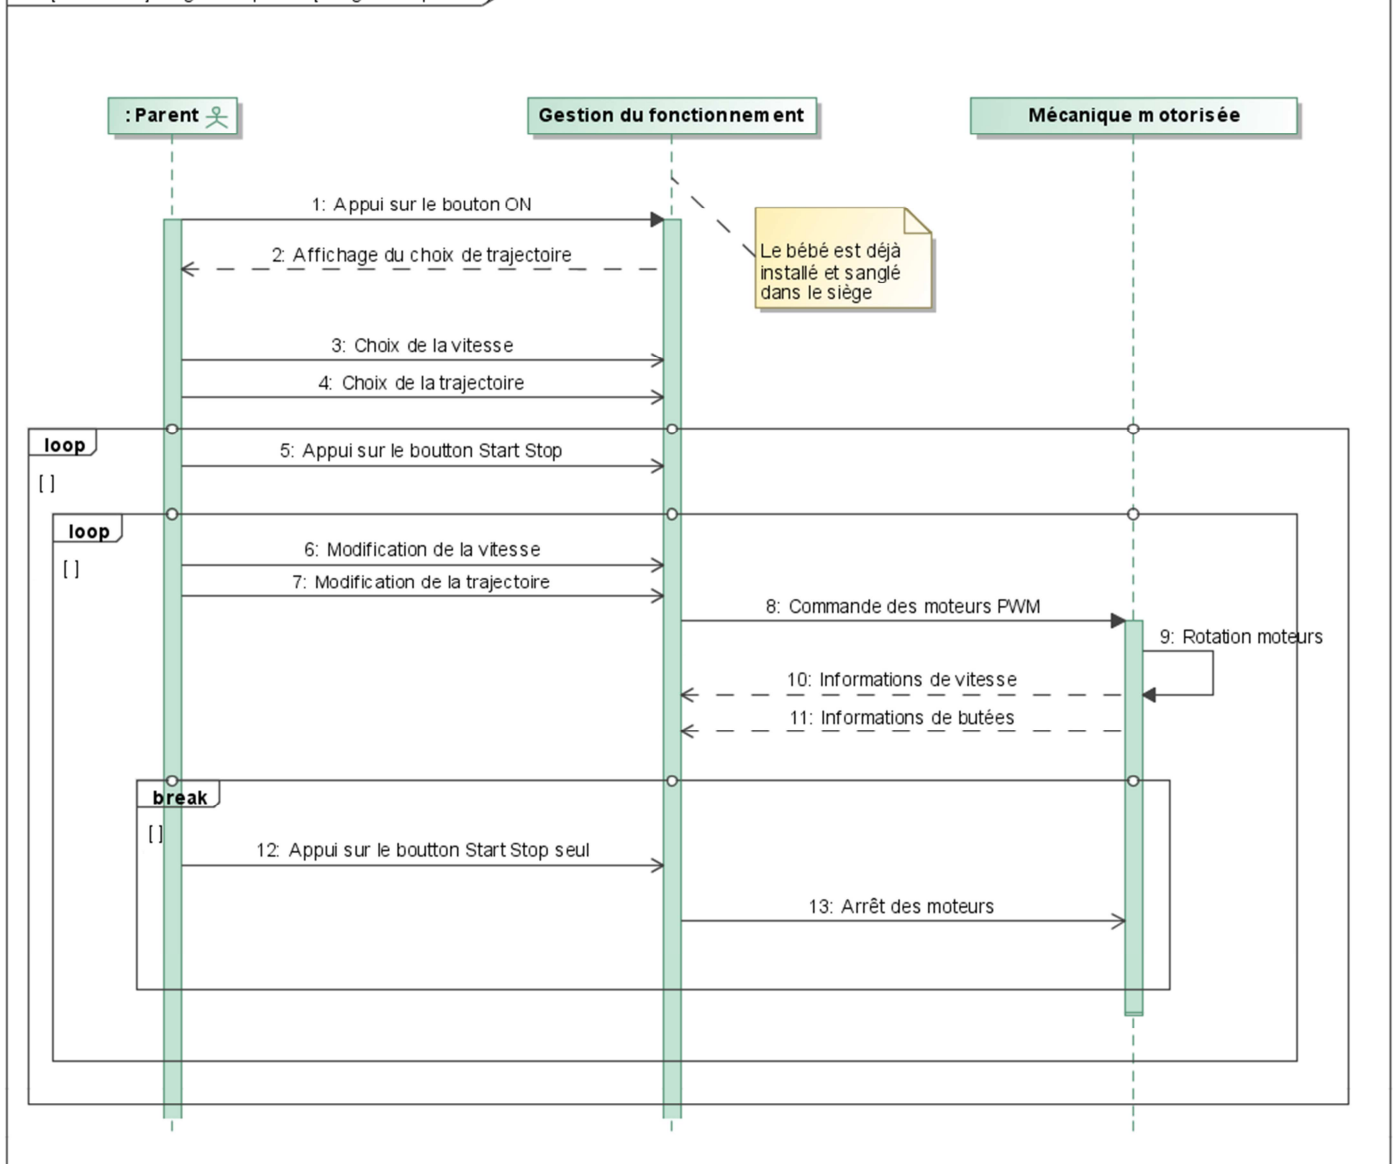 : Parent
Gestion du fonctionnement
Mécanique motorisée
1: Appui sur le bouton ON
2: Affichage du choix de trajectoire
Le bébé est déjà
installé et sanglé
dans le siège
3: Choix de la vitesse
4: Choix de la trajectoire
loop
5: Appui sur le boutton Start Stop
[ ]
loop
6: Modification de la vitesse
[ ]
7: Modification de la trajectoire
8: Commande des moteurs PWM
9: Rotation moteurs
10: Informations de vitesse
11: Informations de butées
break
[ ]
12: Appui sur le boutton Start Stop seul
13: Arrêt des moteurs